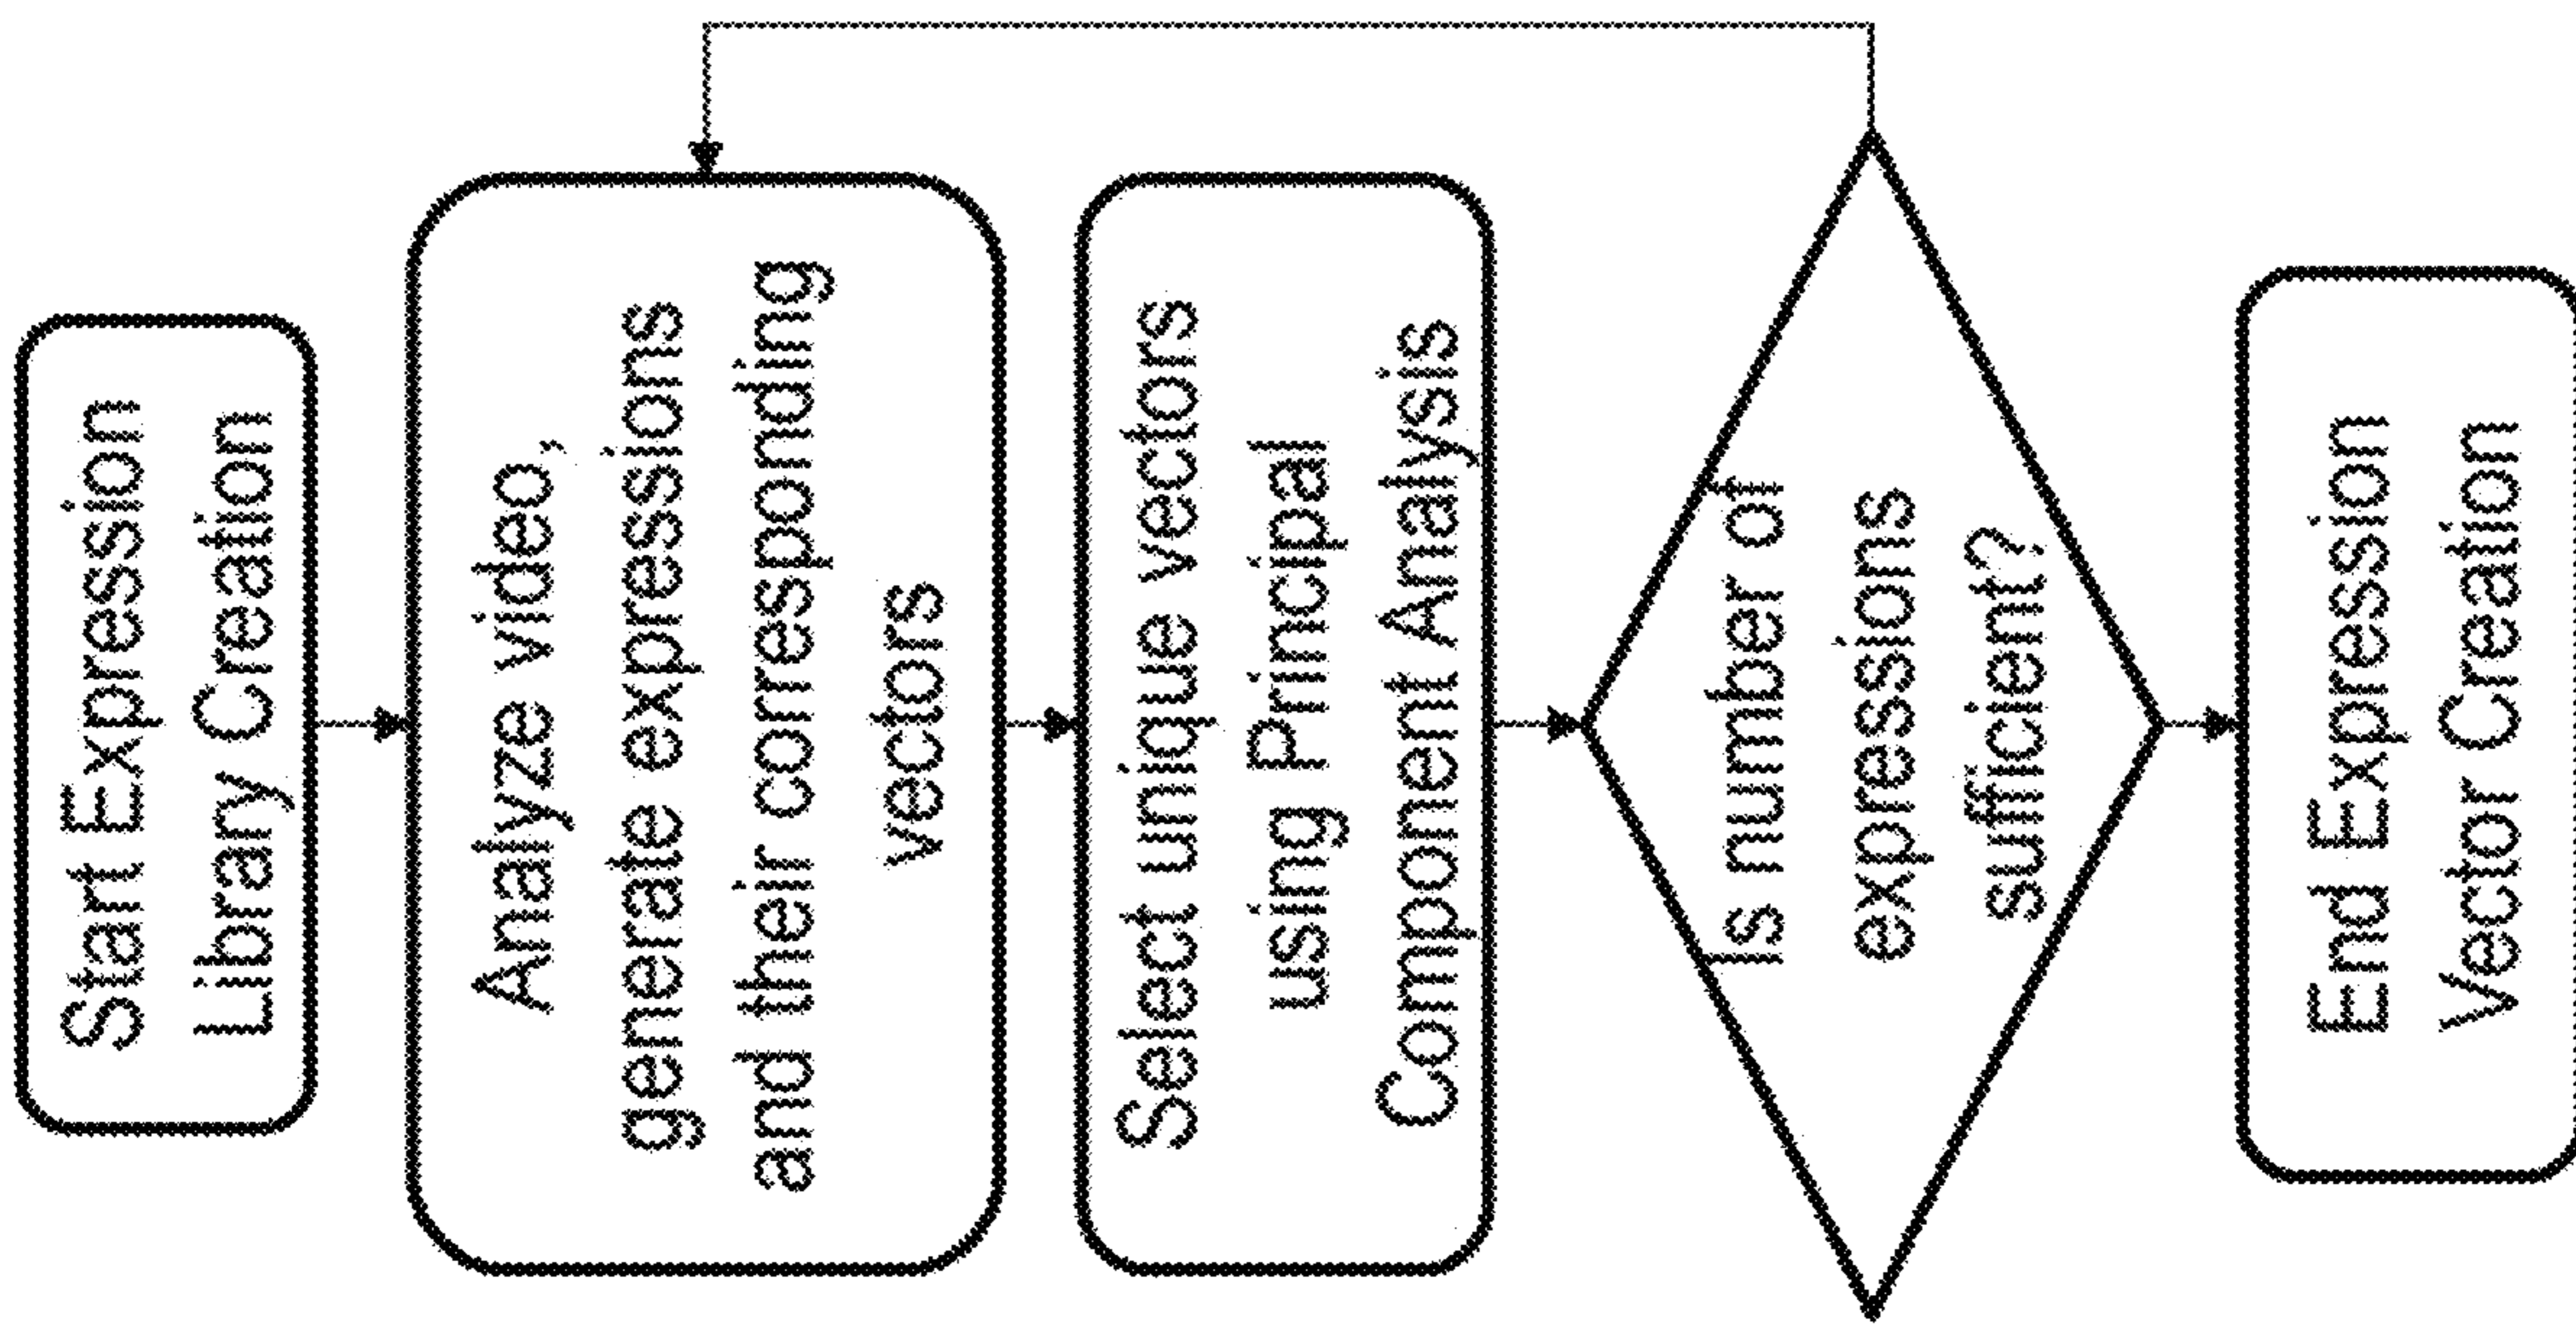 Start Expression
Library Creation
Analyze video,
generate expressions
and their corresponding
vectors
Select unique vectors
using Principal
Component Analysis
Is number of
expressions
sufficient?
End Expression
Vector Creation